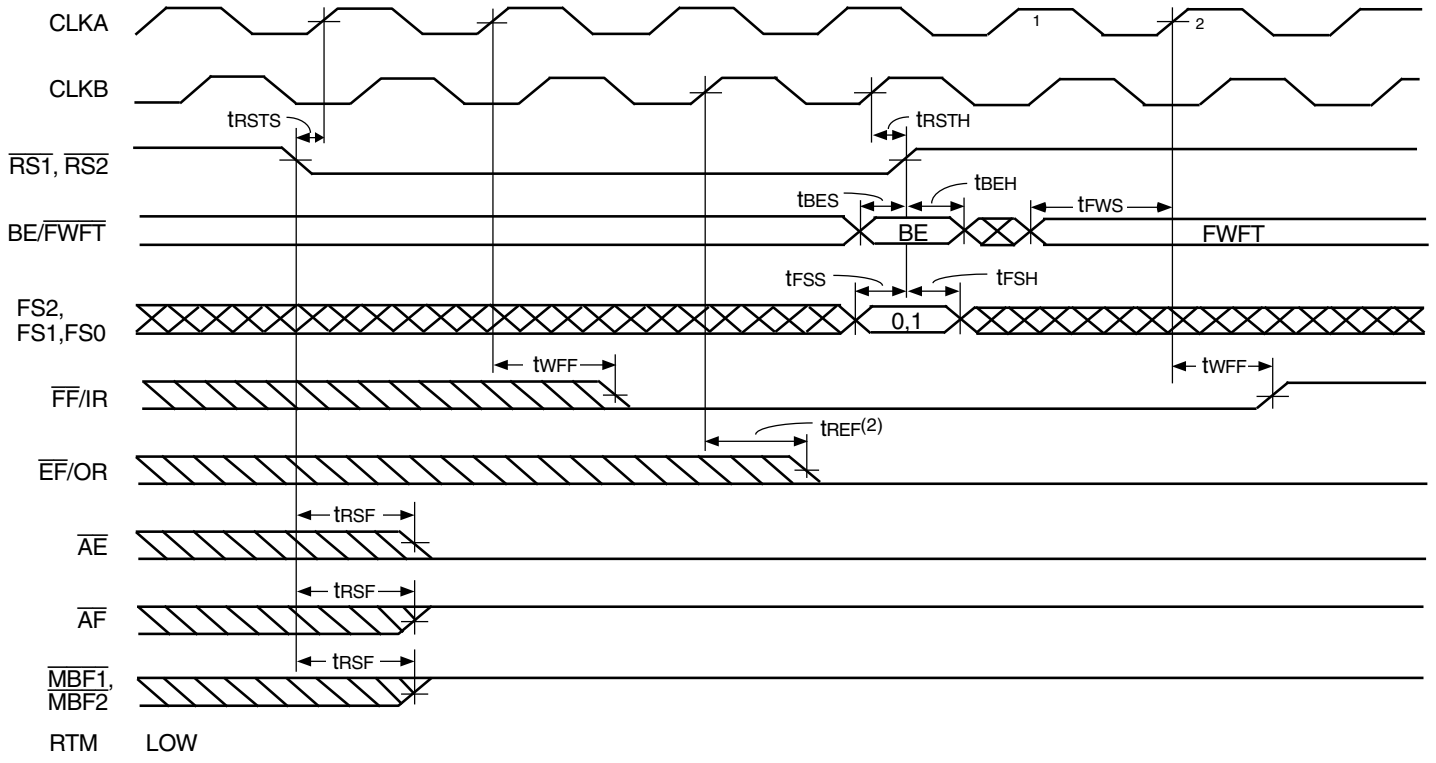 CLKA
1
2
CLKB
tRSTS
tRSTH
RS1, RS2
tBES
tBEH
tFWS
BE/FWFT
BE
FWFT
tFSS
tFSH
FS2,
FS1,FS0
0,1
tWFF
tWFF
FF/IR
tREF(2)
EF/OR
tRSF
AE
tRSF
AF
tRSF
MBF1,
MBF2
RTM LOW